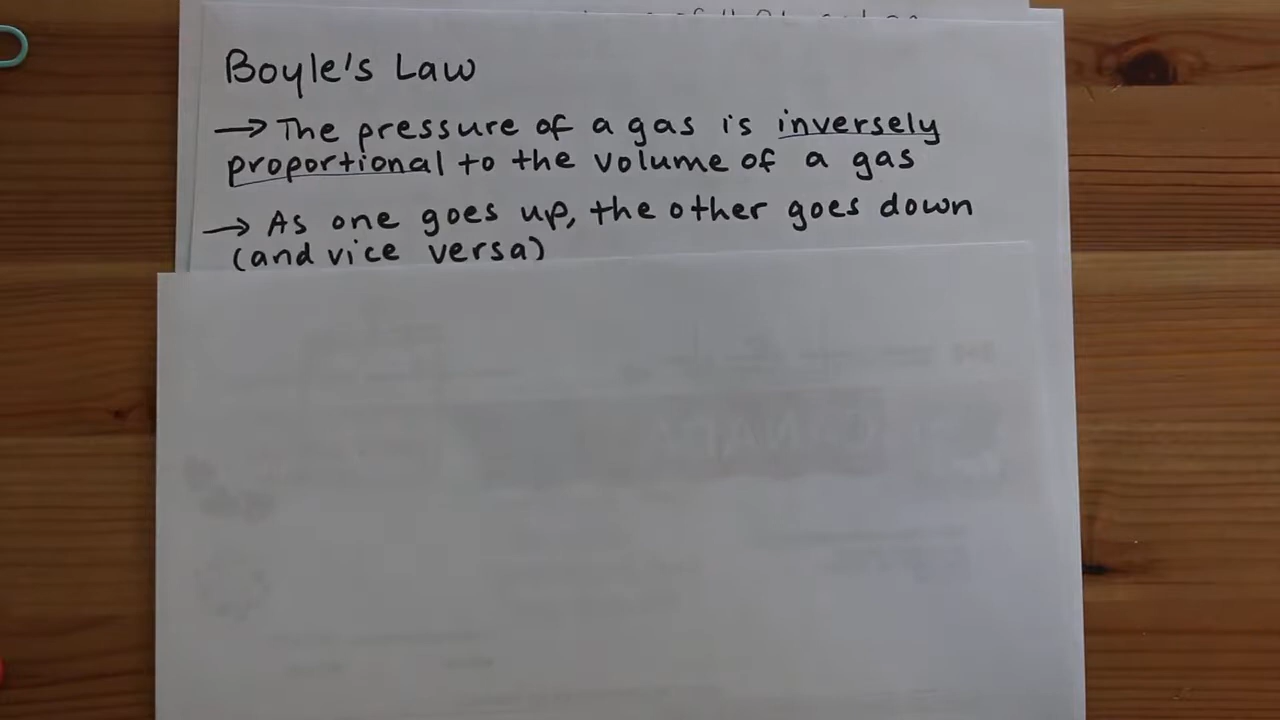 Boyle's Law
→ The pressure of a gas is inversely
proportional to the volume of a gas
→ As one goes up, the other goes down
(and vice versa)